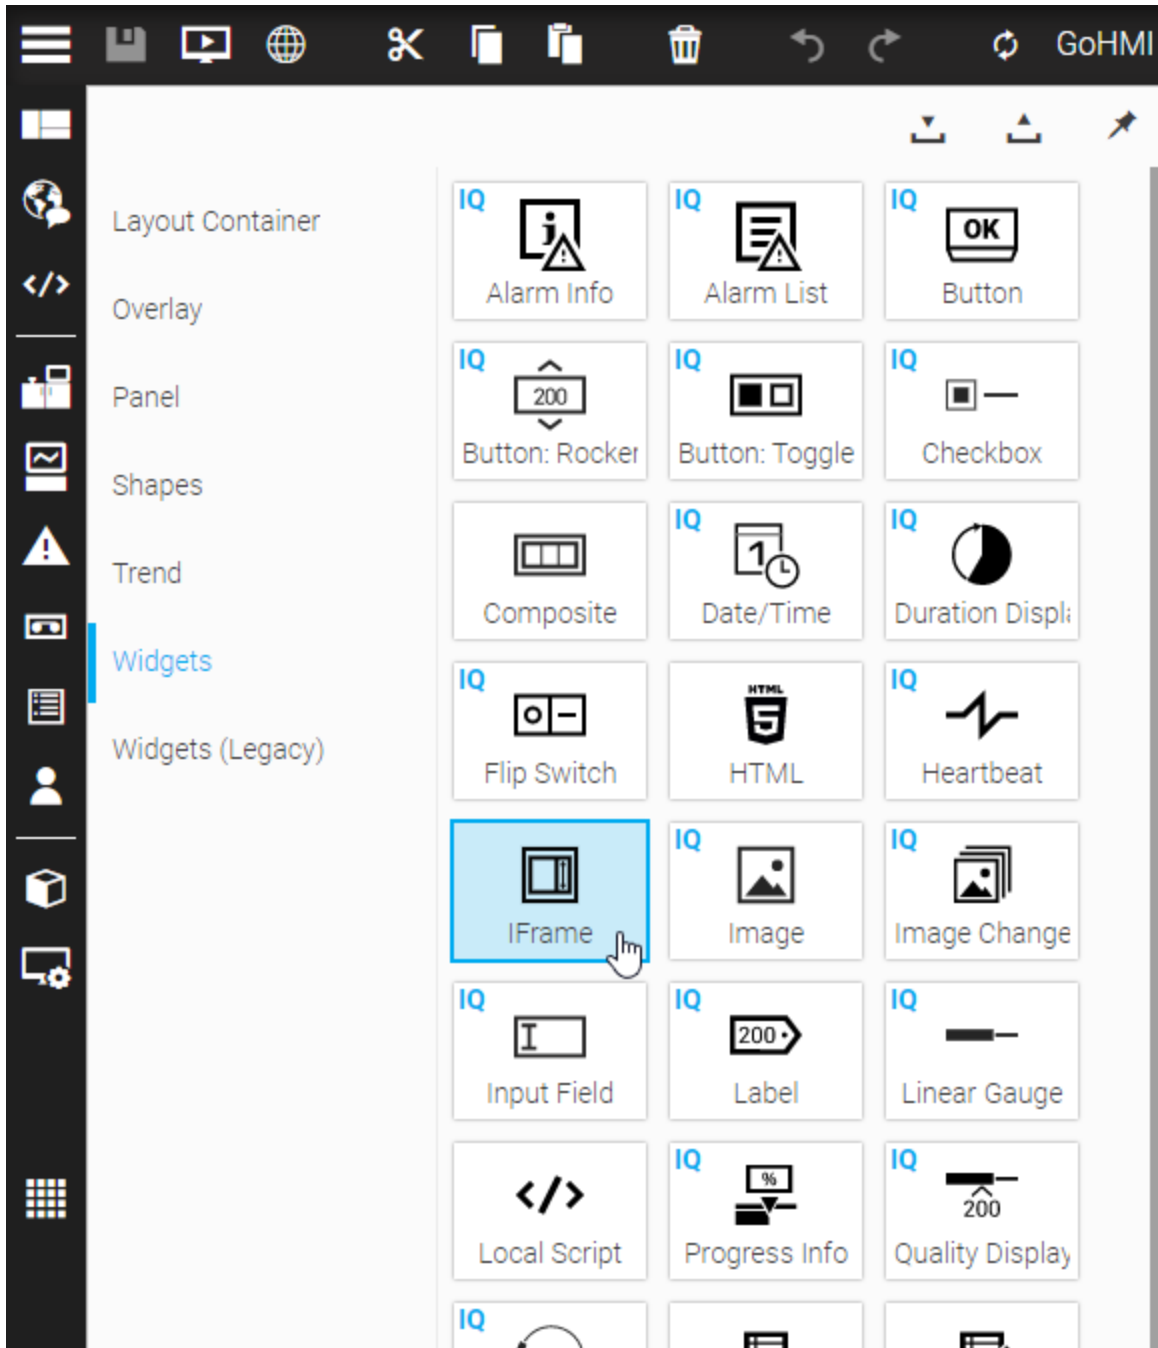 GoHMI
Layout Container
Overlay
Panel
Shapes
Trend
Widgets
Widgets (Legacy)
IQ
IQ
IQ
OK
Alarm Info
Alarm List
Button
IQ
IQ
IQ
200
Button: Rocker
Button: Toggle
Checkbox
IQ
IQ
1
Composite
Date/Time
Duration Displa
IQ
HTML
IQ
5
Flip Switch
HTML
Heartbeat
IQ
IQ
IFrame
Image
Image Change
IQ
IQ
IQ
200
Input Field
Label
Linear Gauge
IQ
IQ
%
</>
200
Local Script
Progress Info
Quality Display
IQ